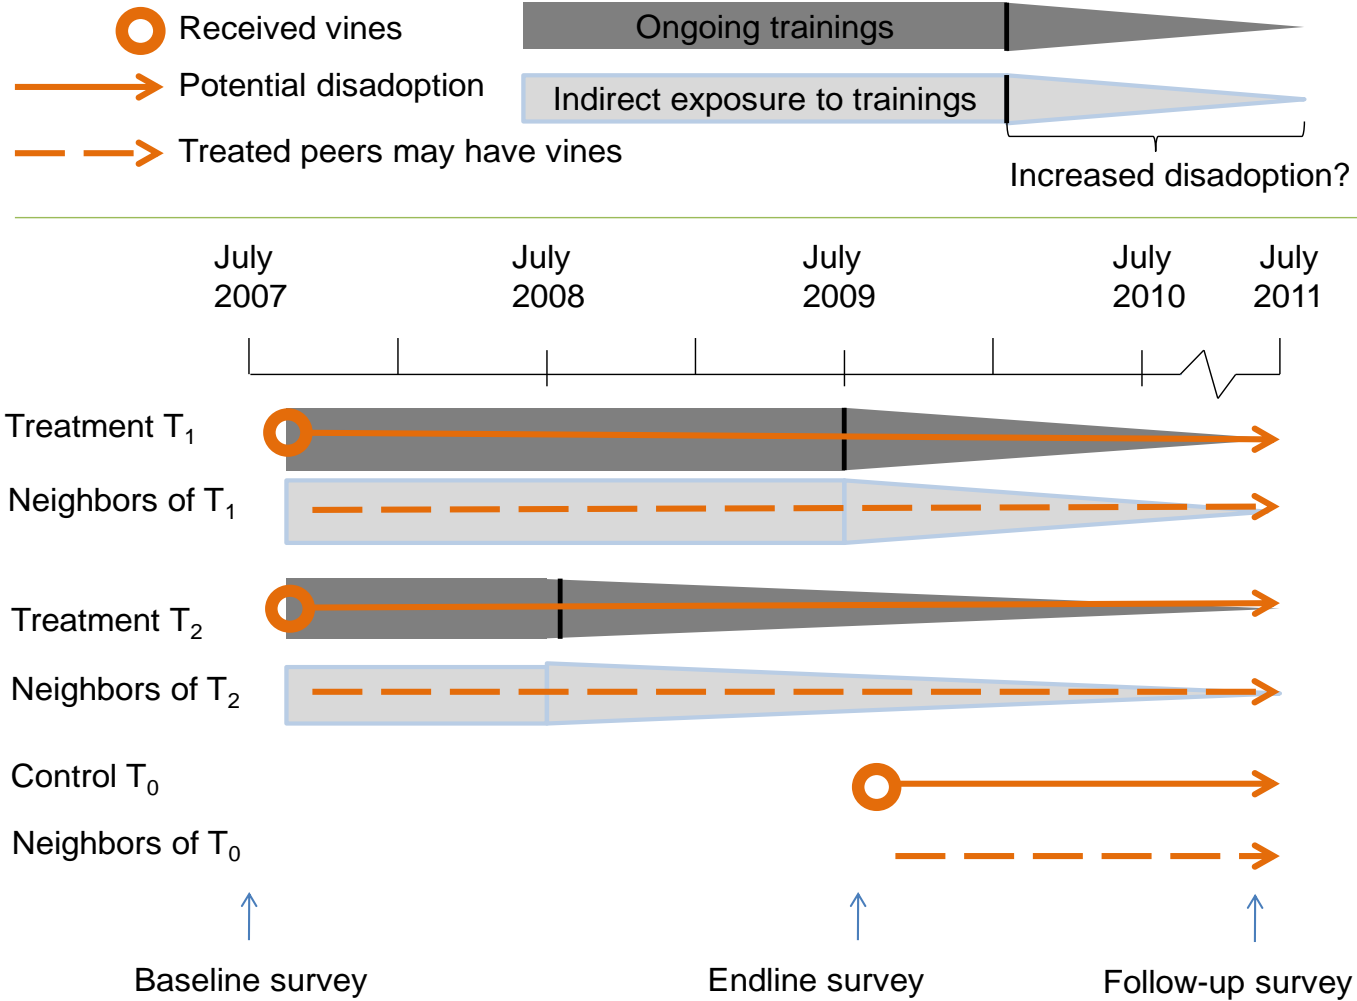 Received vines
Ongoing trainings
Potential disadoption
Indirect exposure to trainings
Treated peers may have vines
Increased disadoption?
July
2007
July
2008
July
2009
July
2010
July
2011
Treatment T1
Neighbors of T1
Treatment T2
Neighbors of T2
Control T0
Neighbors of T0
Baseline survey
Endline survey
Follow-up survey